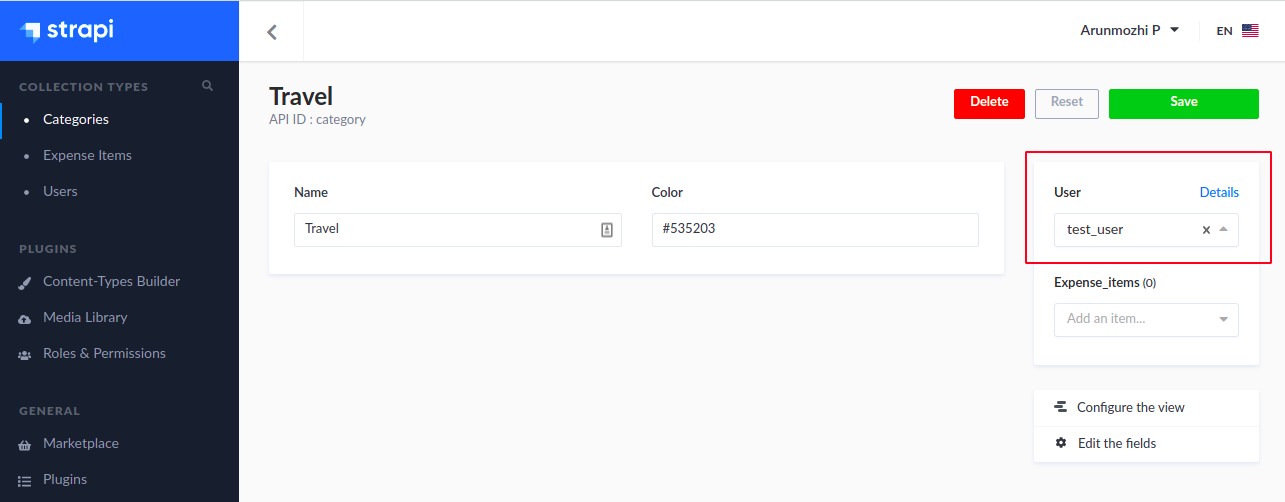 strapi
Arunmozhi P
EN
COLLECTION TYPES
Categories
Expense Items
Users
PLUGINS
Content-Types Builder
Media Library
Roles & Permissions
GENERAL
Marketplace
Plugins
Travel
API ID : category
Delete
Reset
Save
Name
Color
Travel
#535203
User
Details
test_user
Expense_items (0)
Add an item...
Configure the view
Edit the fields